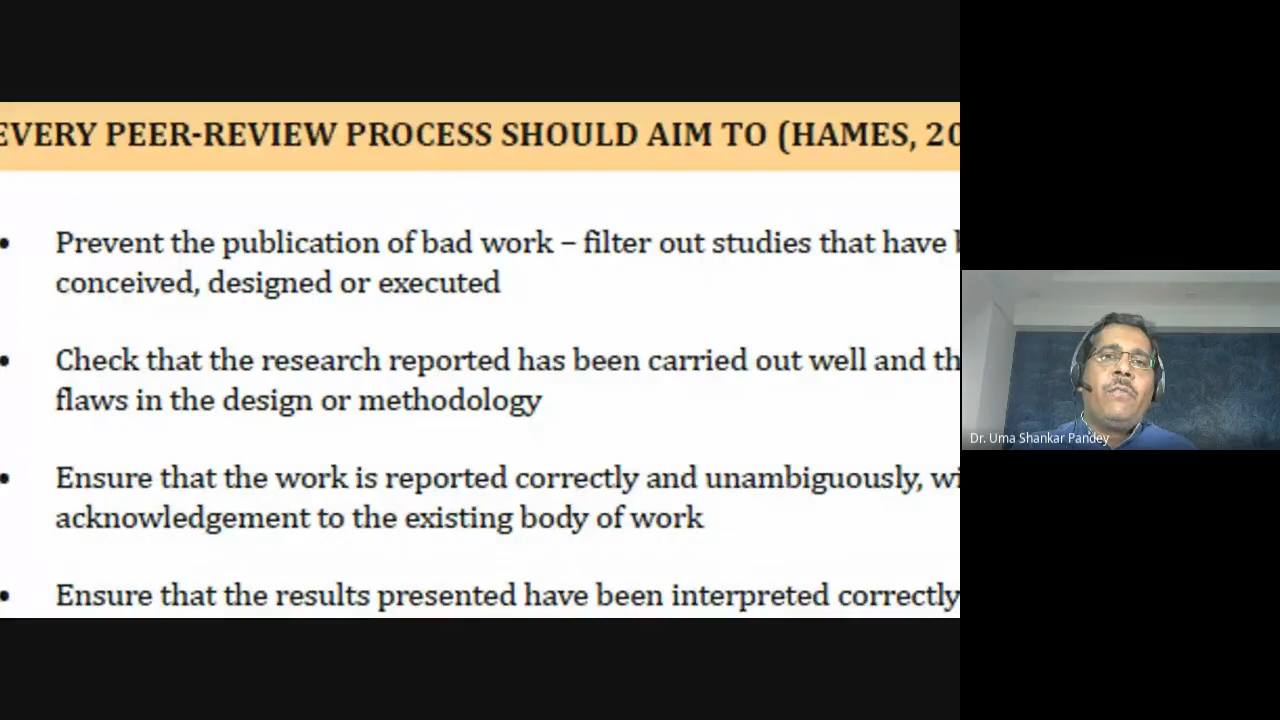 EVERY PEER-REVIEW PROCESS SHOULD AIM TO (HAMES, 20
• Prevent the publication of bad work – filter out studies that have
conceived, designed or executed
• Check that the research reported has been carried out well and th
flaws in the design or methodology
• Ensure that the work is reported correctly and unambiguously, wi
acknowledgement to the existing body of work
• Ensure that the results presented have been interpreted correctly
Dr. Uma Shankar Pandey